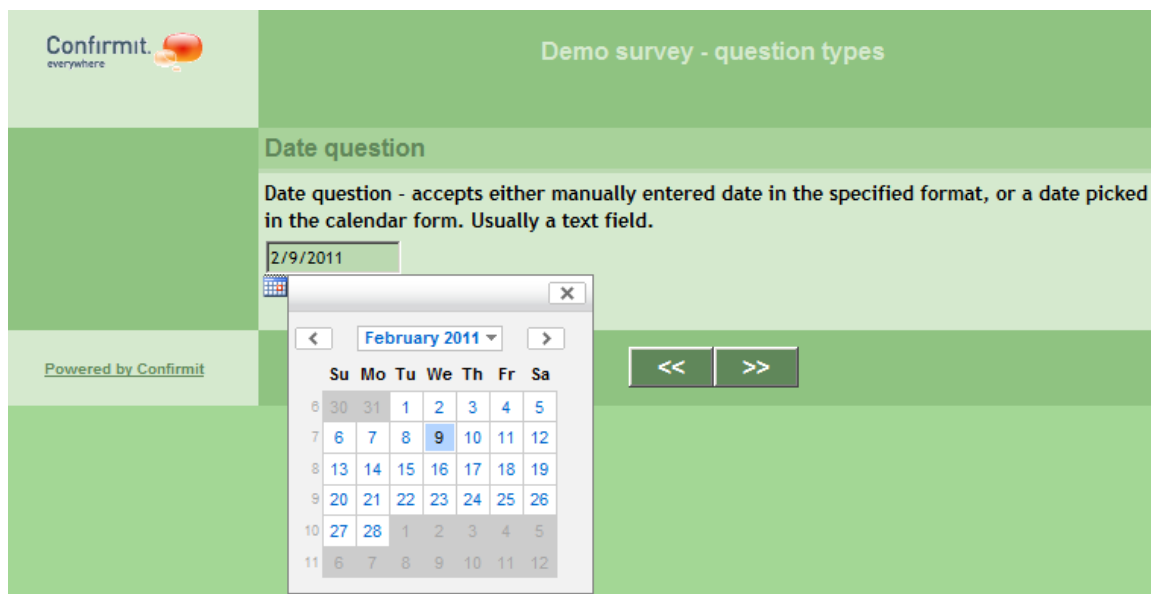 Confirmit.
everywhere
Demo survey - question types
Date question
Date question - accepts either manually entered date in the specified format, or a date picked
in the calendar form. Usually a text field.
2/9/2011
February 2011
Su Mo Tu We Th Fr Sa
6 30 31 1 2 3 4 5
7 6 7 8 9 10 11 12
8 13 14 15 16 17 18 19
9 20 21 22 23 24 25 26
10 27 28 1 2 3 4 5
11 6 7 8 9 10 11 12
Powered by Confirmit
<< >>